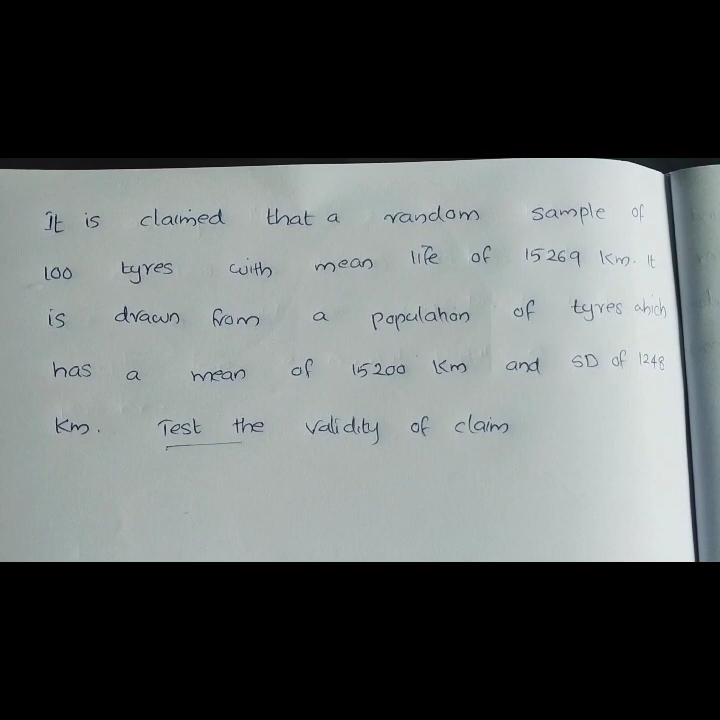 It is claimed that a random sample of
100 tyres with mean life of 15269 Km. It
is drawn from a population of tyres which
has a mean of 15200 Km and SD of 1248
Km. Test the validity of claim